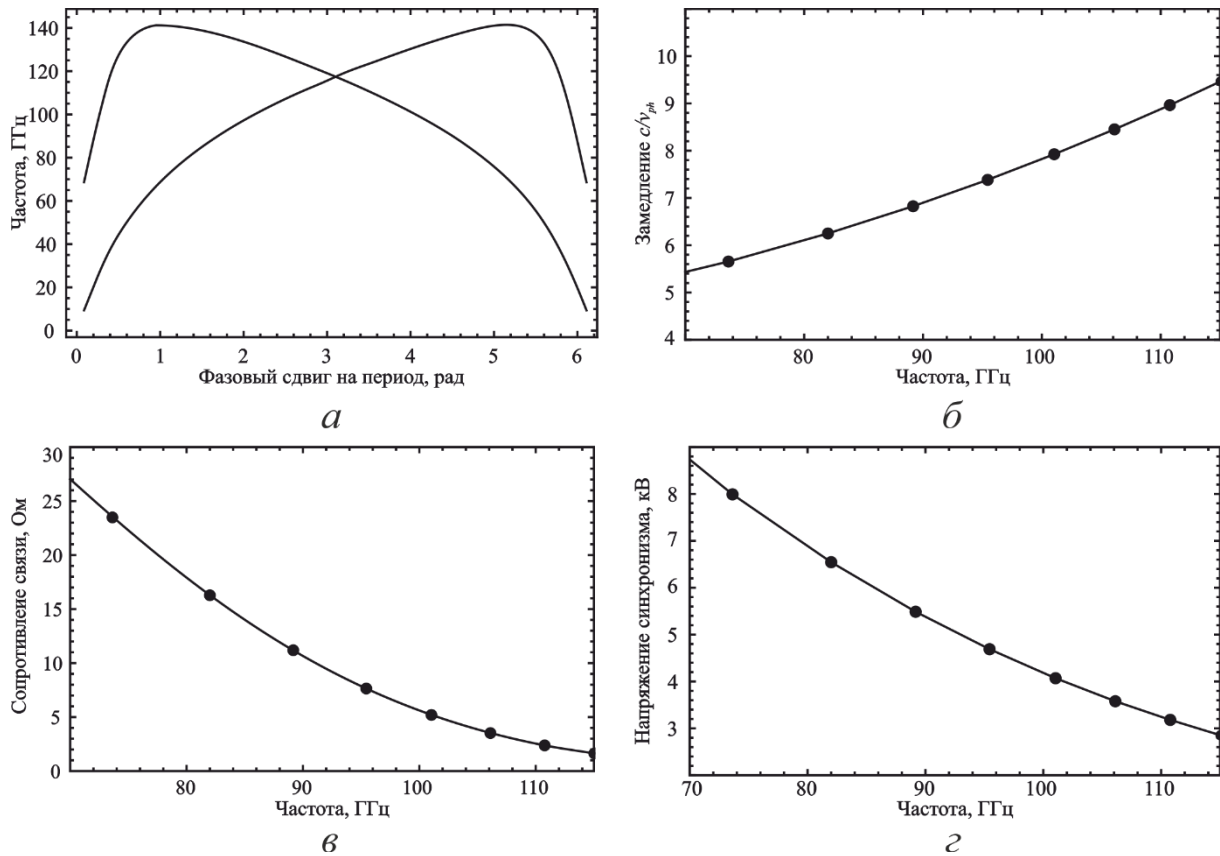 140
120
100
80
60
40
20
0
Частота, ГГц
0 1 2 3 4 5 6
Фазовый сдвиг на период, рад
а
10
9
8
7
6
5
4
Замедление c/vph
80 90 100 110
Частота, ГГц
б
30
25
20
15
10
5
0
Сопротивлеие связи, Ом
80 90 100 110
Частота, ГГц
в
8
7
6
5
4
3
Напряжение синхронизма, кВ
70 80 90 100 110
Частота, ГГц
г